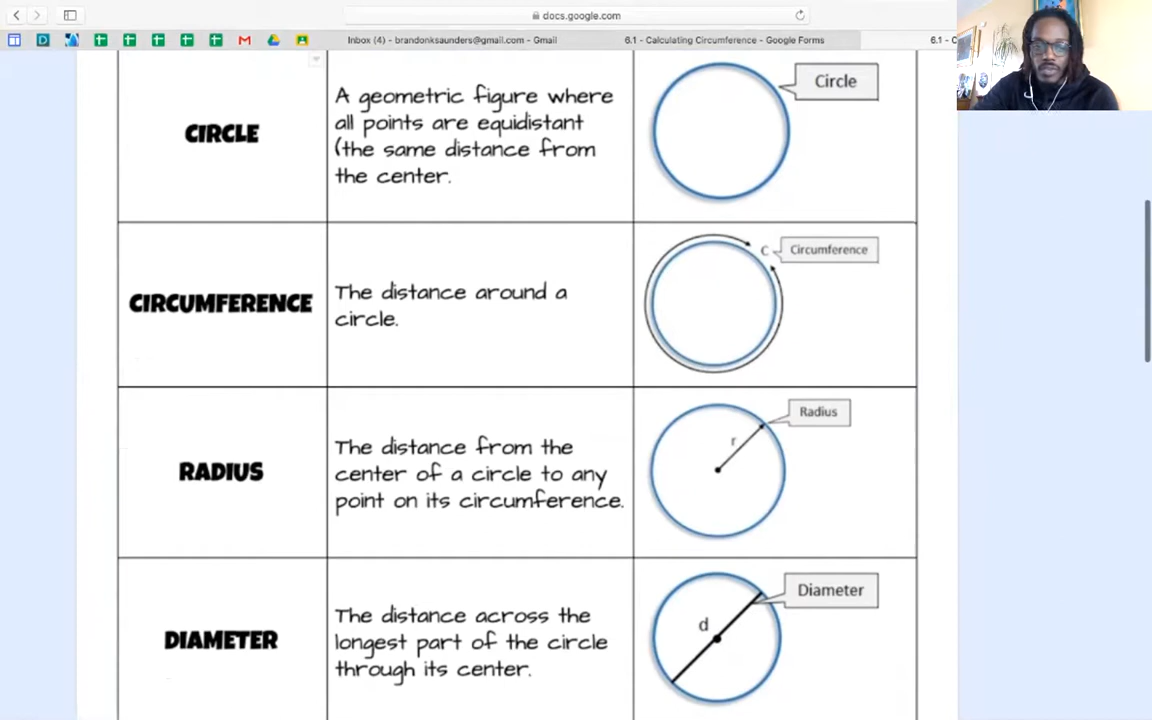 docs.google.com
Inbox (4) - brandonksaunders@gmail.com - Gmail
6.1 - Calculating Circumference - Google Forms
6.1 - C
CIRCLE
A geometric figure where
all points are equidistant
(the same distance from
the center.
Circle
CIRCUMFERENCE
The distance around a
circle.
C
Circumference
RADIUS
The distance from the
center of a circle to any
point on its circumference.
Radius
r
DIAMETER
The distance across the
longest part of the circle
through its center.
Diameter
d